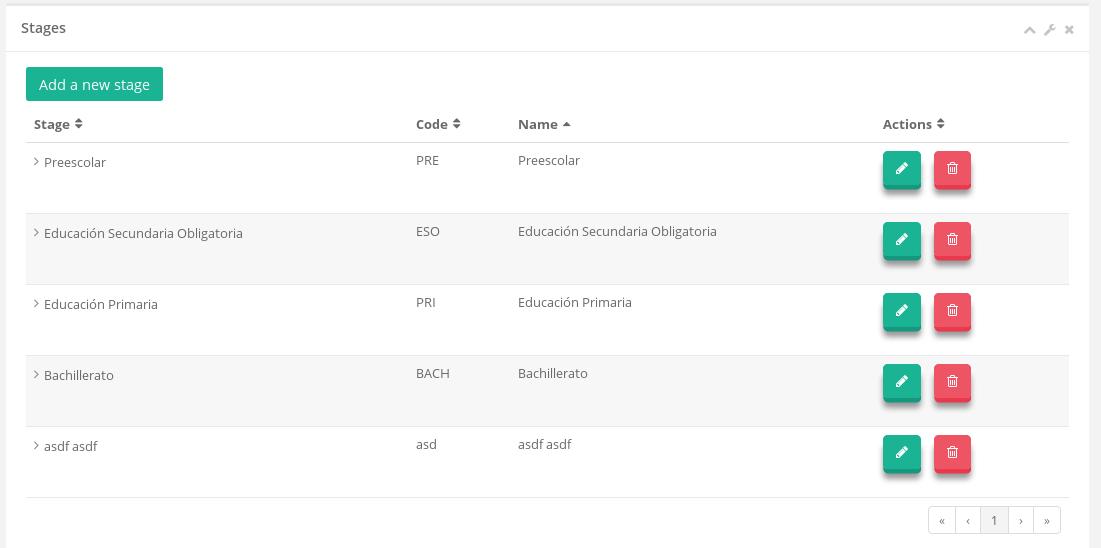 Stages
Add a new stage
Stage Code Name Actions
Preescolar PRE Preescolar
Educación Secundaria Obligatoria ESO Educación Secundaria Obligatoria
Educación Primaria PRI Educación Primaria
Bachillerato BACH Bachillerato
asdf asdf asd asdf asdf
« ‹ 1 › »